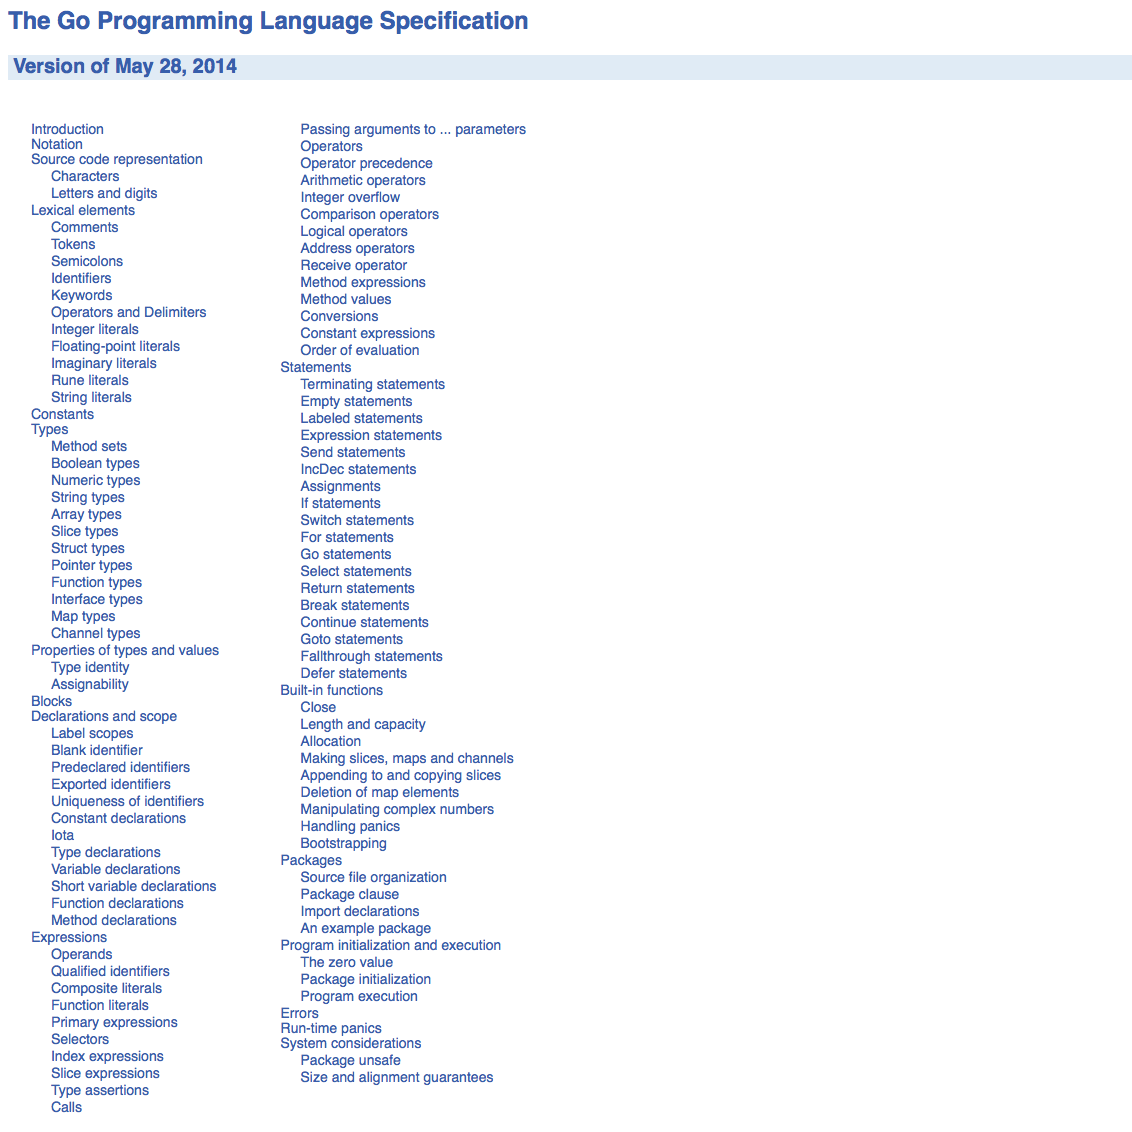 The Go Programming Language Specification
Version of May 28, 2014
Introduction
Notation
Source code representation
Characters
Letters and digits
Lexical elements
Comments
Tokens
Semicolons
Identifiers
Keywords
Operators and Delimiters
Integer literals
Floating-point literals
Imaginary literals
Rune literals
String literals
Constants
Types
Method sets
Boolean types
Numeric types
String types
Array types
Slice types
Struct types
Pointer types
Function types
Interface types
Map types
Channel types
Properties of types and values
Type identity
Assignability
Blocks
Declarations and scope
Label scopes
Blank identifier
Predeclared identifiers
Exported identifiers
Uniqueness of identifiers
Constant declarations
Iota
Type declarations
Variable declarations
Short variable declarations
Function declarations
Method declarations
Expressions
Operands
Qualified identifiers
Composite literals
Function literals
Primary expressions
Selectors
Index expressions
Slice expressions
Type assertions
Calls
Passing arguments to ... parameters
Operators
Operator precedence
Arithmetic operators
Integer overflow
Comparison operators
Logical operators
Address operators
Receive operator
Method expressions
Method values
Conversions
Constant expressions
Order of evaluation
Statements
Terminating statements
Empty statements
Labeled statements
Expression statements
Send statements
IncDec statements
Assignments
If statements
Switch statements
For statements
Go statements
Select statements
Return statements
Break statements
Continue statements
Goto statements
Fallthrough statements
Defer statements
Built-in functions
Close
Length and capacity
Allocation
Making slices, maps and channels
Appending to and copying slices
Deletion of map elements
Manipulating complex numbers
Handling panics
Bootstrapping
Packages
Source file organization
Package clause
Import declarations
An example package
Program initialization and execution
The zero value
Package initialization
Program execution
Errors
Run-time panics
System considerations
Package unsafe
Size and alignment guarantees